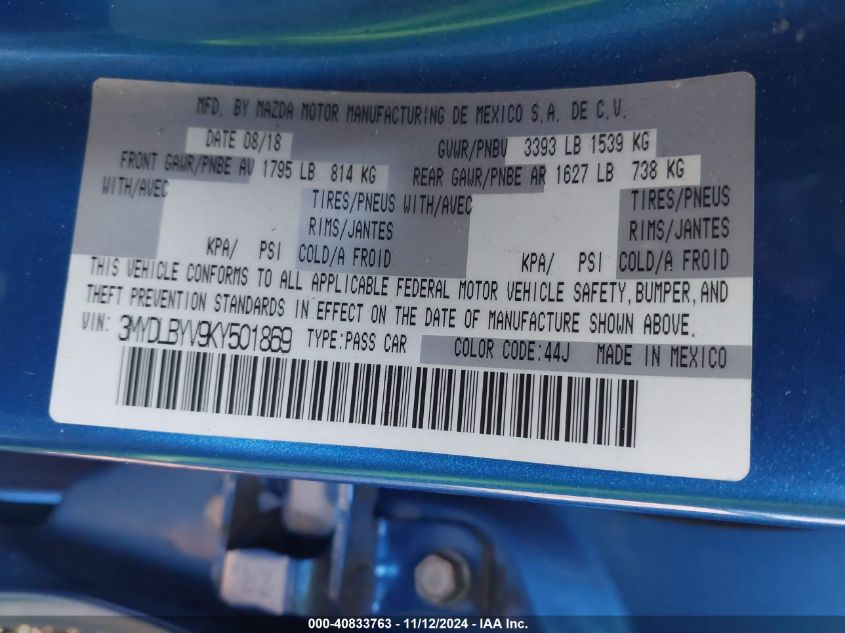 MFD. BY MAZDA MOTOR MANUFACTURING DE MEXICO S.A. DE C.V.
DATE 08/18 GVWR/PNBV 3393 LB 1539 KG
FRONT GAWR/PNBE AV 1795 LB 814 KG REAR GAWR/PNBE AR 1627 LB 738 KG
WITH/AVEC TIRES/PNEUS WITH/AVEC TIRES/PNEUS
RIMS/JANTES RIMS/JANTES
KPA/ PSI COLD/A FROID KPA/ PSI COLD/A FROID
THIS VEHICLE CONFORMS TO ALL APPLICABLE FEDERAL MOTOR VEHICLE SAFETY, BUMPER, AND
THEFT PREVENTION STANDARDS IN EFFECT ON THE DATE OF MANUFACTURE SHOWN ABOVE.
VIN: 3MYDLBYV9KY501869 TYPE:PASS CAR COLOR CODE:44J MADE IN MEXICO
000-40833763 - 11/12/2024 - IAA Inc.